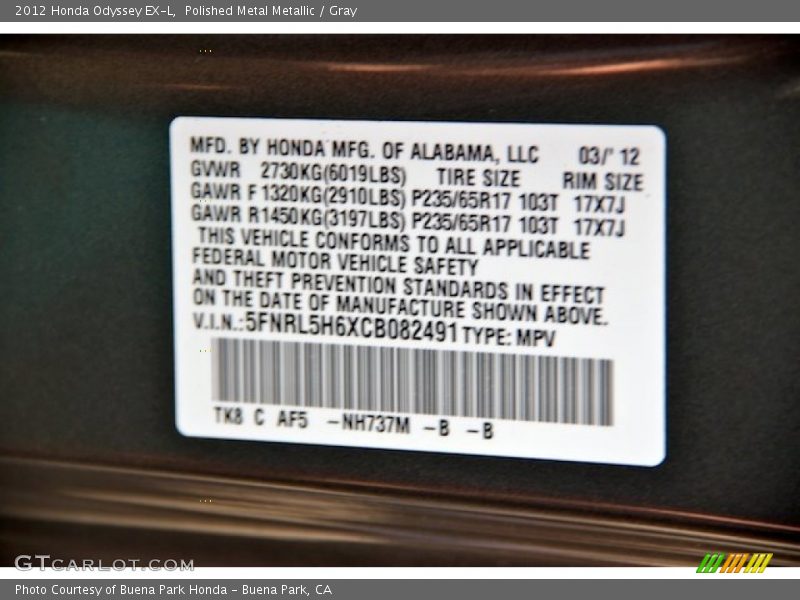 2012 Honda Odyssey EX-L, Polished Metal Metallic / Gray
MFD. BY HONDA MFG. OF ALABAMA, LLC 03/' 12
GVWR 2730KG(6019LBS) TIRE SIZE RIM SIZE
GAWR F 1320KG(2910LBS) P235/65R17 103T 17X7J
GAWR R1450KG(3197LBS) P235/65R17 103T 17X7J
THIS VEHICLE CONFORMS TO ALL APPLICABLE
FEDERAL MOTOR VEHICLE SAFETY
AND THEFT PREVENTION STANDARDS IN EFFECT
ON THE DATE OF MANUFACTURE SHOWN ABOVE.
V.I.N.:5FNRL5H6XCB082491 TYPE: MPV
TK8 C AF5 -NH737M -B -B
GTCARLOT.COM
Photo Courtesy of Buena Park Honda - Buena Park, CA